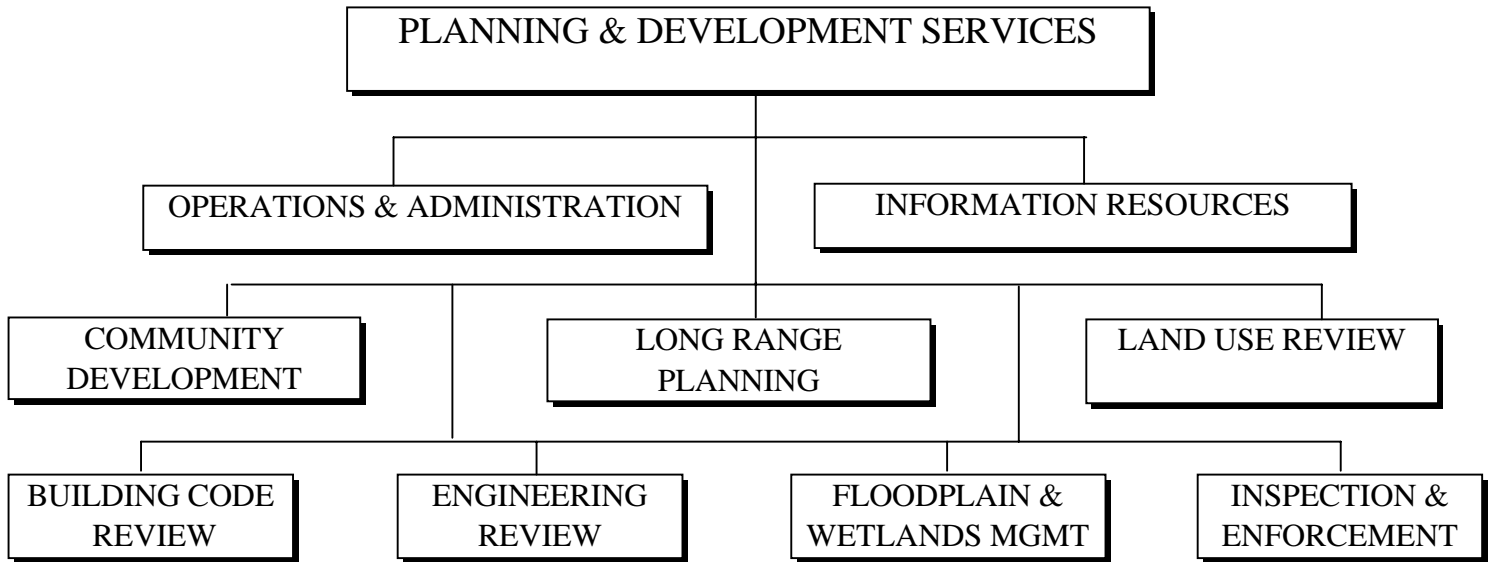 PLANNING & DEVELOPMENT SERVICES
OPERATIONS & ADMINISTRATION
INFORMATION RESOURCES
COMMUNITY
DEVELOPMENT
LONG RANGE
PLANNING
LAND USE REVIEW
BUILDING CODE
REVIEW
ENGINEERING
REVIEW
FLOODPLAIN &
WETLANDS MGMT
INSPECTION &
ENFORCEMENT